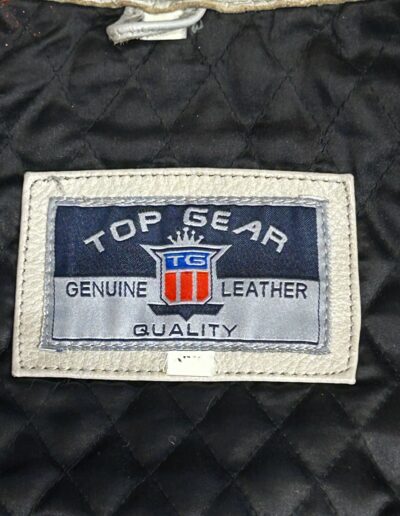 TOP GEAR
TG
GENUINE LEATHER
QUALITY